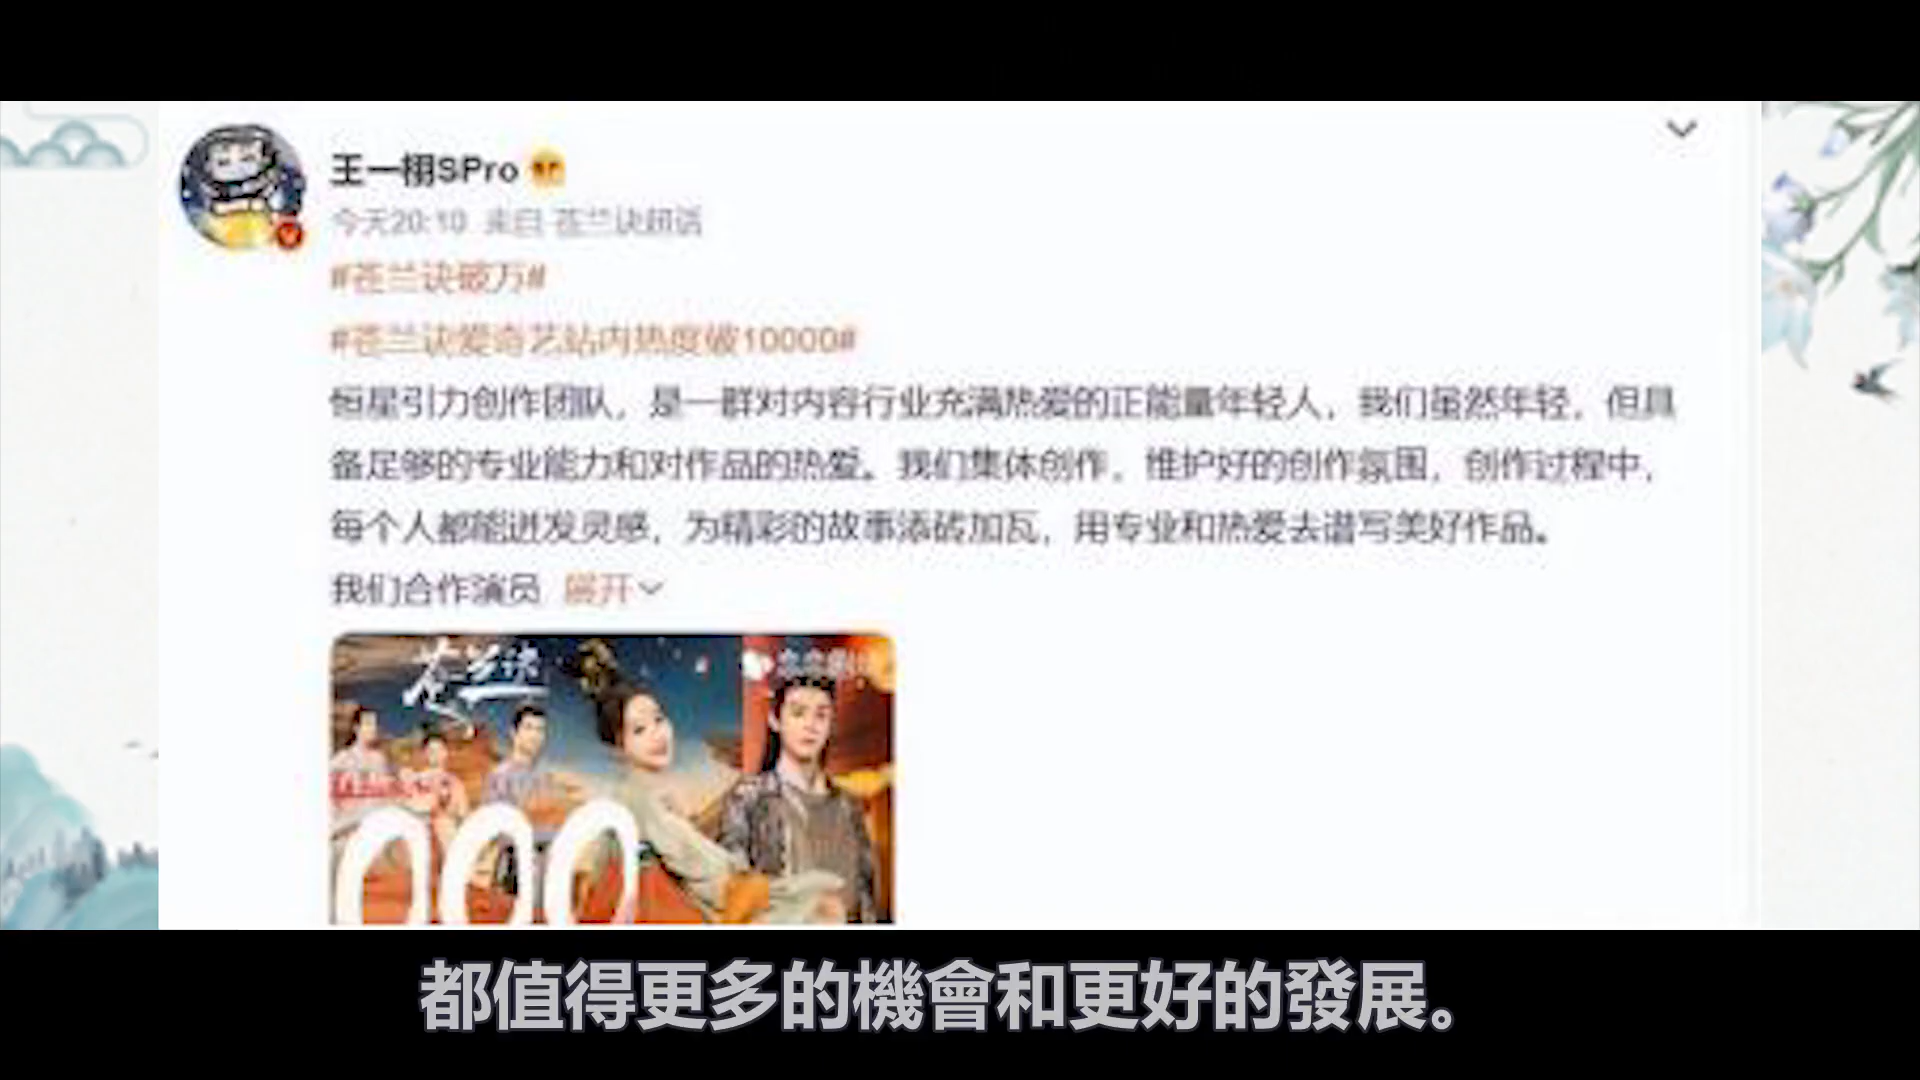 王一栩SPro
今天20:10 来自 苍兰诀超话
#苍兰诀破万#
#苍兰诀爱奇艺站内热度破10000#
恒星引力创作团队，是一群对内容行业充满热爱的正能量年轻人，我们虽然年轻，但具
备足够的专业能力和对作品的热爱。我们集体创作，维护好的创作氛围，创作过程中，
每个人都能迸发灵感，为精彩的故事添砖加瓦，用专业和热爱去谱写美好作品。
我们合作演员 展开
苍兰诀
000
都值得更多的機會和更好的發展。